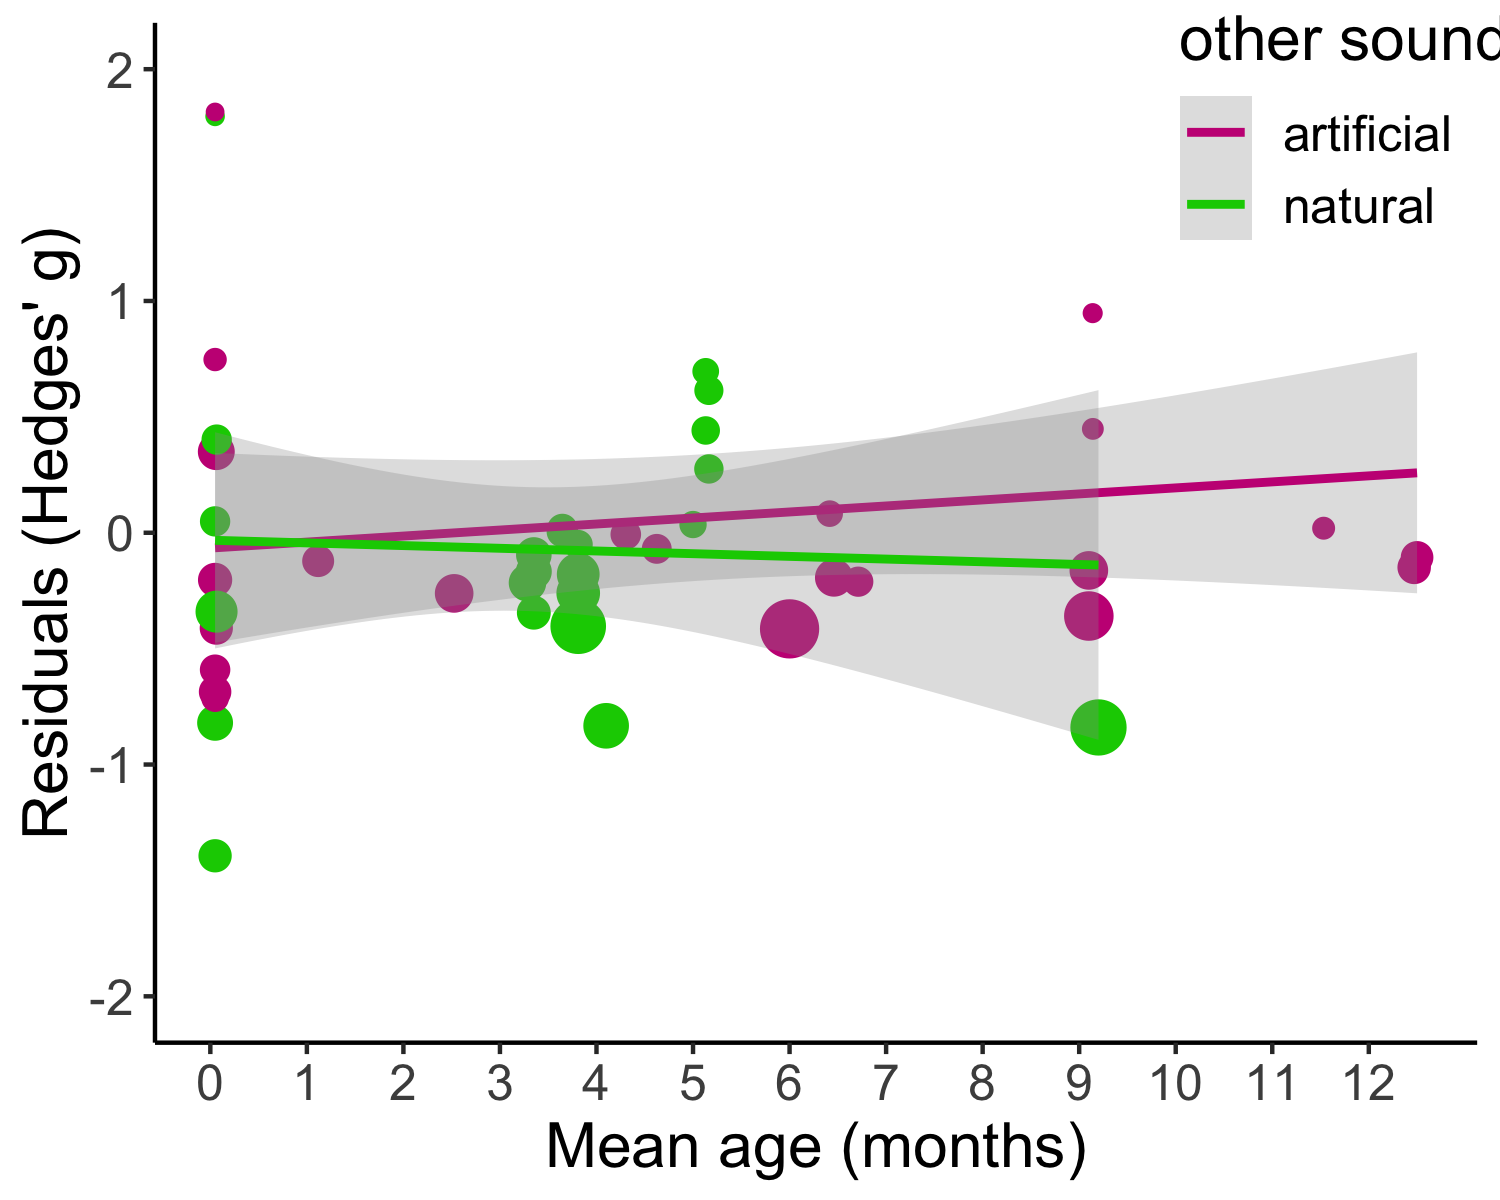 other sound
artificial
natural
Residuals (Hedges' g)
2
1
0
-1
-2
0 1 2 3 4 5 6 7 8 9 10 11 12
Mean age (months)